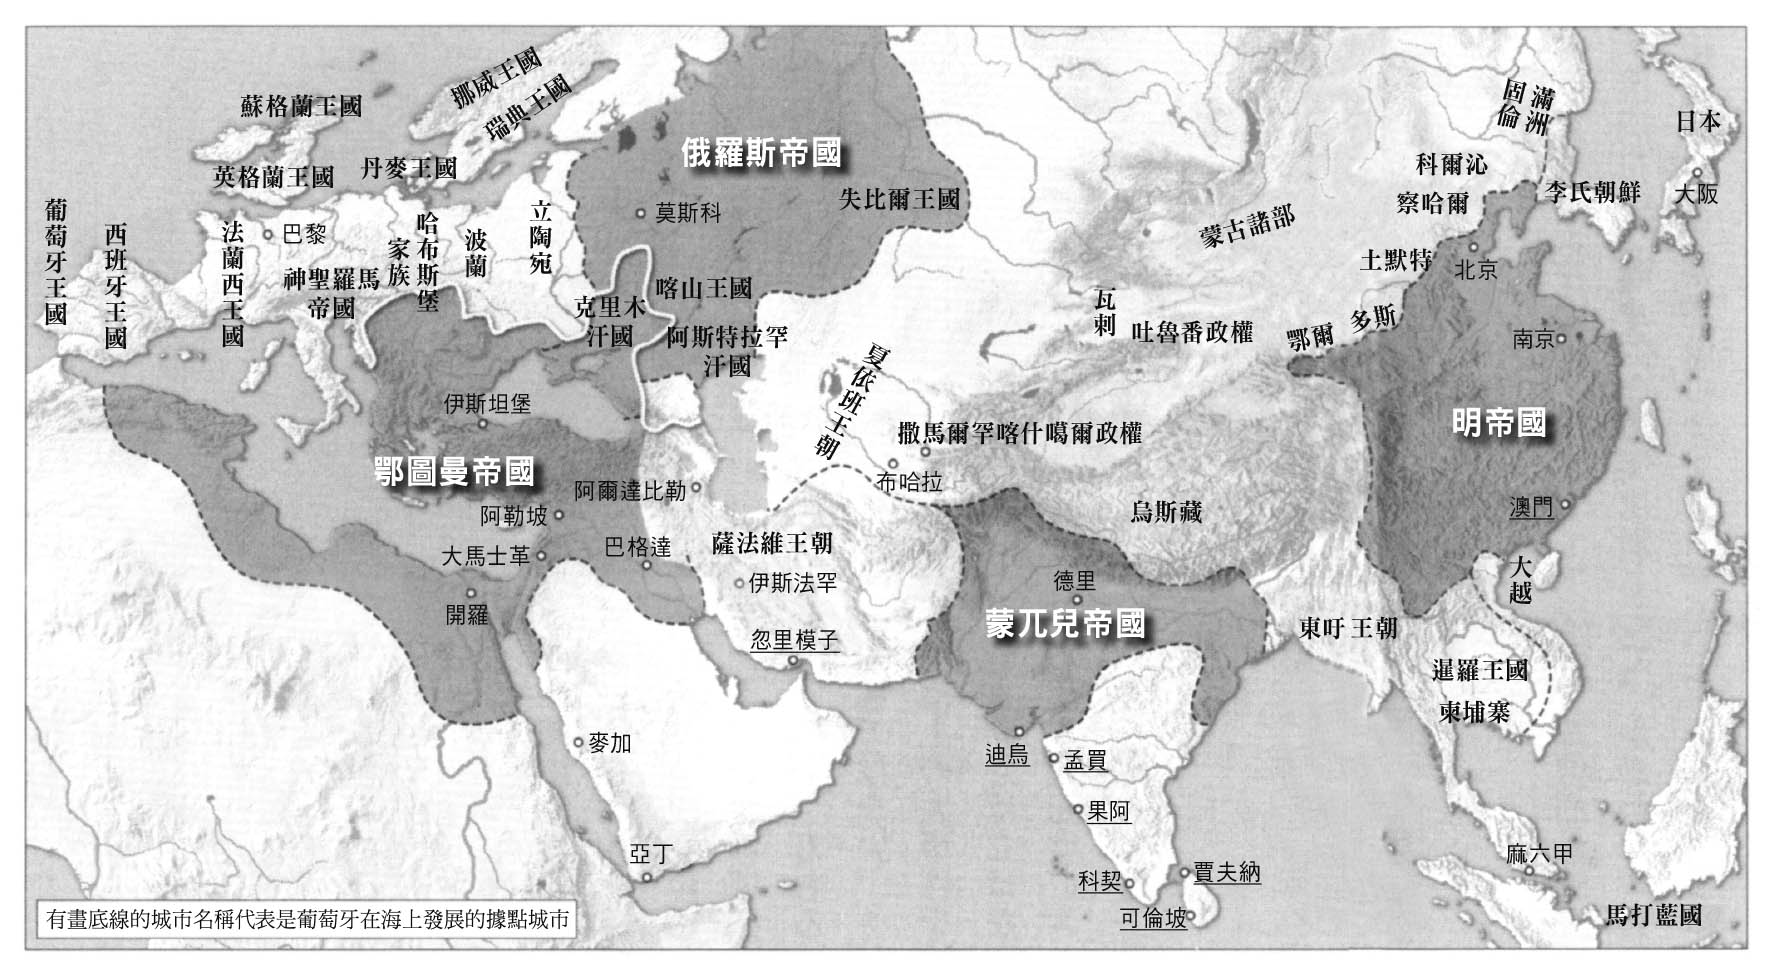 挪威王國
瑞典王國
蘇格蘭王國
英格蘭王國
丹麥王國
葡萄牙王國
西班牙王國
法蘭西王國
巴黎
神聖羅馬
帝國
哈布斯堡
家族
波蘭
立陶宛
俄羅斯帝國
莫斯科
失比爾王國
喀山王國
克里木
汗國
阿斯特拉罕
汗國
夏依班王朝
瓦剌
吐魯番政權
蒙古諸部
滿洲
固倫
科爾沁
察哈爾
土默特
鄂爾
多斯
李氏朝鮮
日本
大阪
北京
南京
明帝國
澳門
大越
伊斯坦堡
鄂圖曼帝國
阿爾達比勒
阿勒坡
大馬士革
巴格達
開羅
撒馬爾罕喀什噶爾政權
布哈拉
薩法維王朝
伊斯法罕
忽里模子
烏斯藏
德里
蒙兀兒帝國
東吁王朝
暹羅王國
柬埔寨
麥加
亞丁
迪烏
孟買
果阿
科契
賈夫納
可倫坡
麻六甲
馬打藍國
有畫底線的城市名稱代表是葡萄牙在海上發展的據點城市